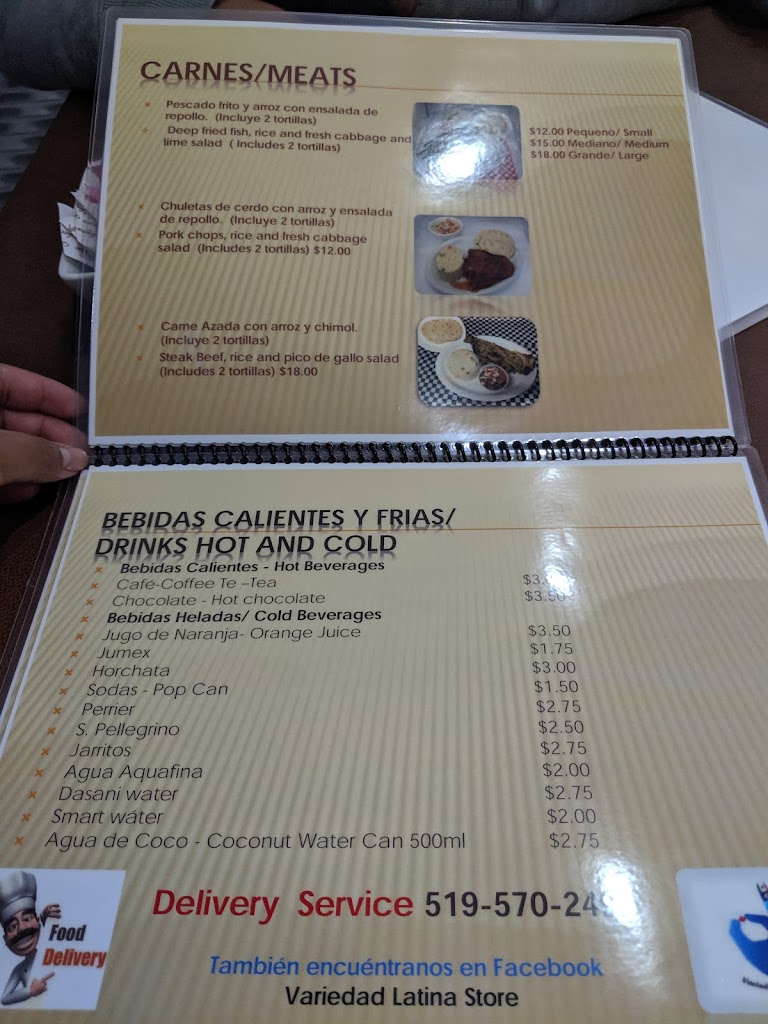 CARNES/MEATS
Pescado frito y arroz con ensalada de
repollo. (Incluye 2 tortillas)
Deep fried fish, rice and fresh cabbage and
lime salad ( Includes 2 tortillas)
$12.00 Pequeno/ Small
$15.00 Mediano/ Medium
$18.00 Grande/ Large
Chuletas de cerdo con arroz y ensalada
de repollo. (Incluye 2 tortillas)
Pork chops, rice and fresh cabbage
salad (Includes 2 tortillas) $12.00
Carne Azada con arroz y chimol.
(Incluye 2 tortillas)
Steak Beef, rice and pico de gallo salad
(Includes 2 tortillas) $18.00
BEBIDAS CALIENTES Y FRIAS/
DRINKS HOT AND COLD
Bebidas Calientes - Hot Beverages
Café-Coffee Te –Tea
Chocolate - Hot chocolate $3.50
Bebidas Heladas/ Cold Beverages
Jugo de Naranja- Orange Juice $3.50
Jumex $1.75
Horchata $3.00
Sodas - Pop Can $1.50
Perrier $2.75
S. Pellegrino $2.50
Jarritos $2.75
Agua Aquafina $2.00
Dasani water $2.75
Smart wáter $2.00
Agua de Coco - Coconut Water Can 500ml $2.75
Food
Delivery
Delivery Service 519-570-
También encuéntranos en Facebook
Variedad Latina Store